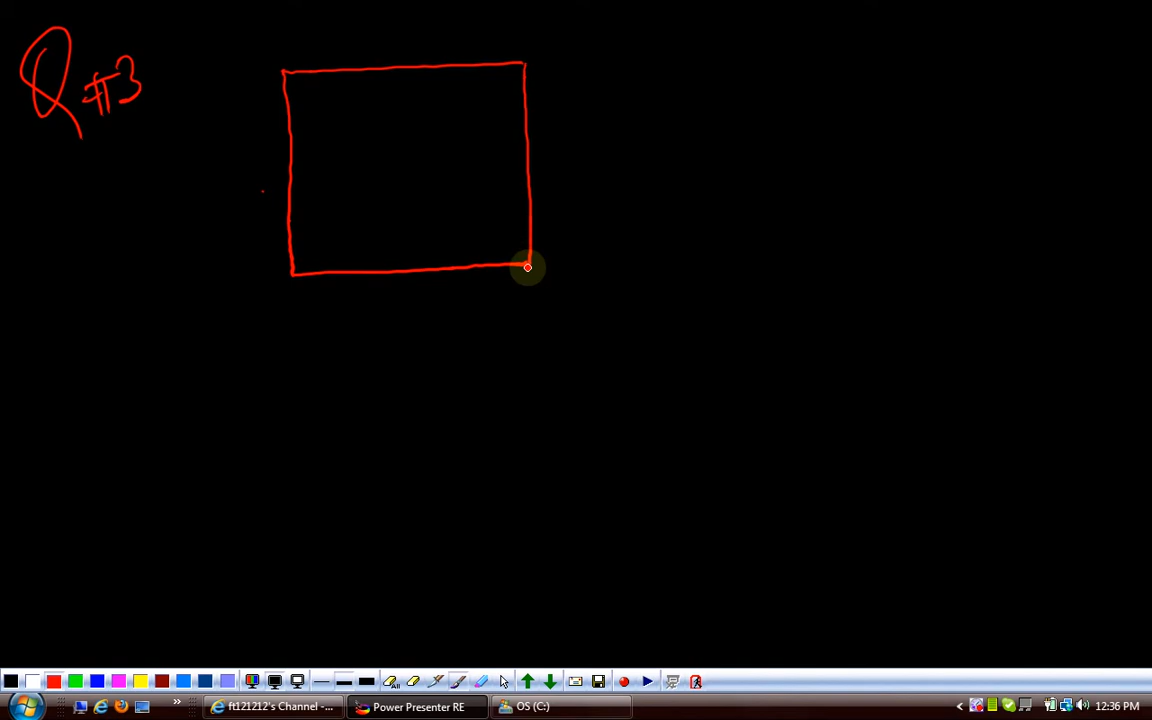 Q #3
ft121212's Channel -...
Power Presenter RE
OS (C:)
12:36 PM